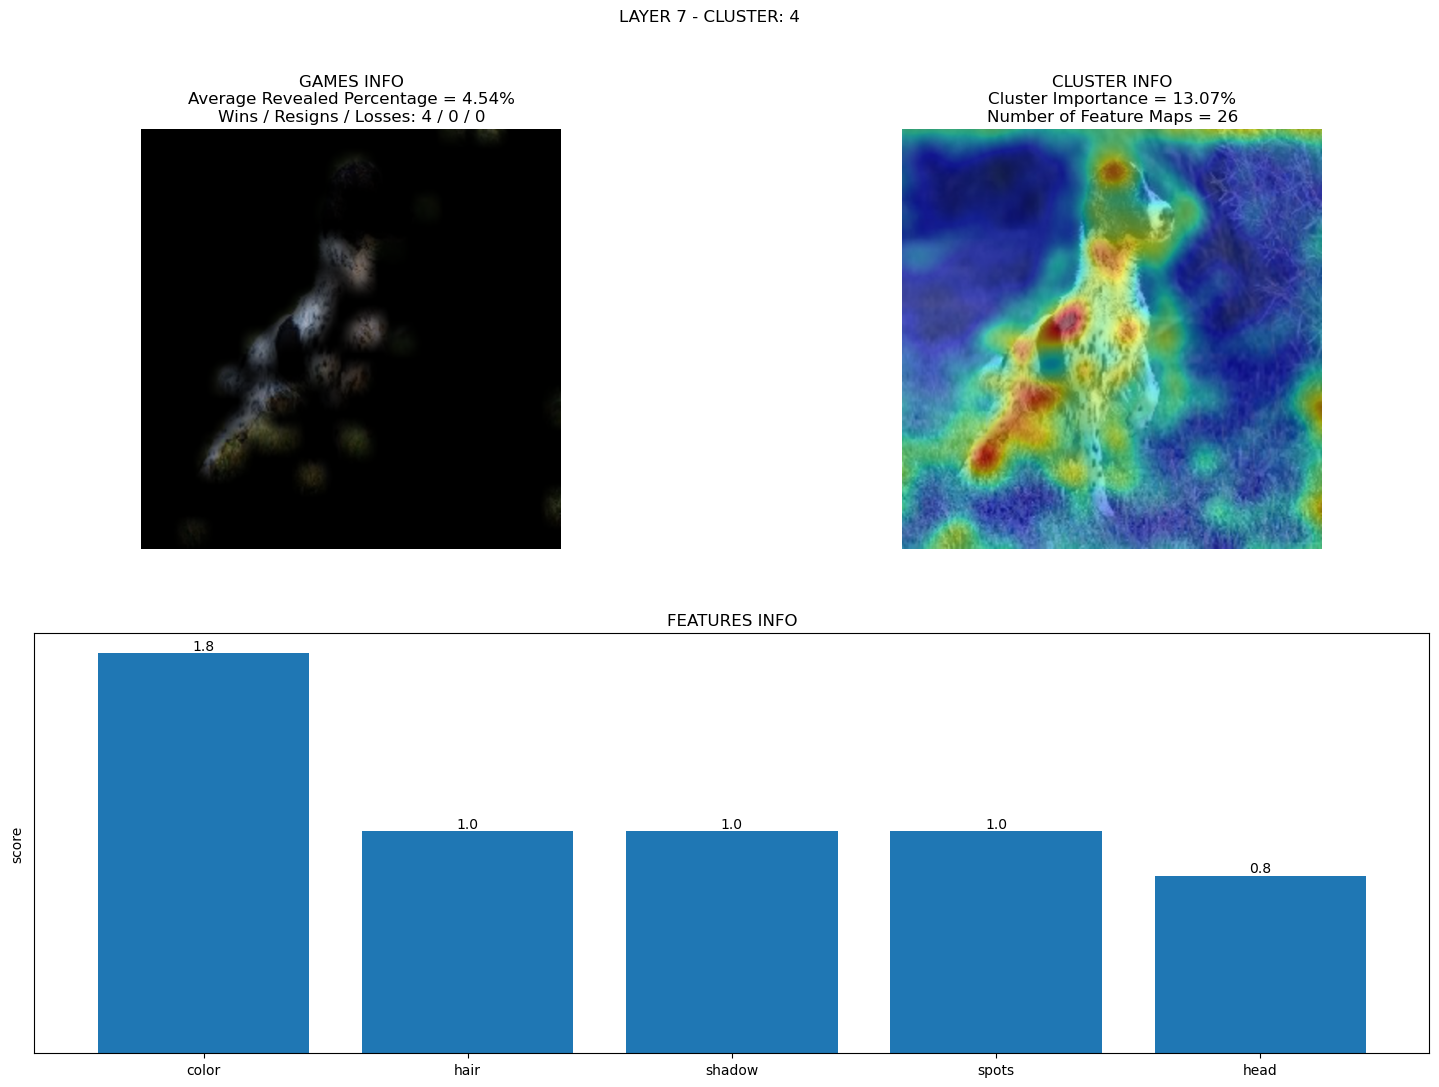 LAYER 7 - CLUSTER: 4
GAMES INFO
Average Revealed Percentage = 4.54%
Wins / Resigns / Losses: 4 / 0 / 0
CLUSTER INFO
Cluster Importance = 13.07%
Number of Feature Maps = 26
FEATURES INFO
score
1.8
1.0
1.0
1.0
0.8
color
hair
shadow
spots
head